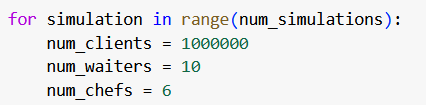 for simulation in range(num_simulations):
    num_clients = 1000000
    num_waiters = 10
    num_chefs = 6